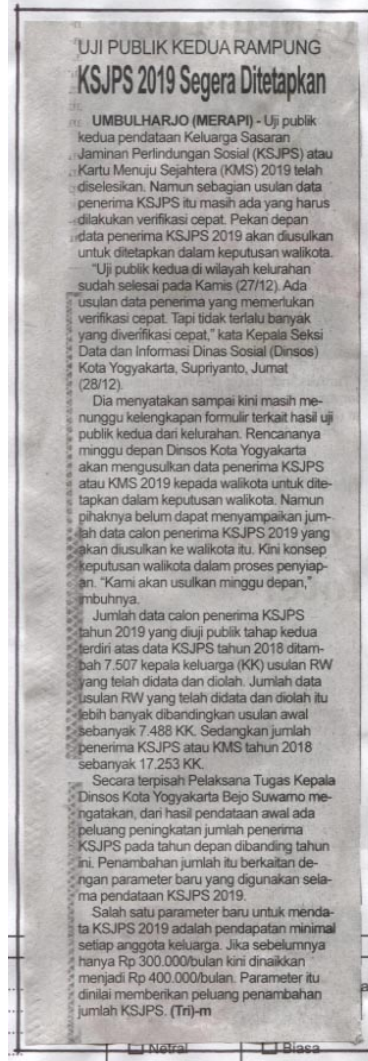 UJI PUBLIK KEDUA RAMPUNG
KSJPS 2019 Segera Ditetapkan
UMBULHARJO (MERAPI) - Uji publik
kedua pendataan Keluarga Sasaran
Jaminan Perlindungan Sosial (KSJPS) atau
Kartu Menuju Sejahtera (KMS) 2019 telah
diselesikan. Namun sebagian usulan data
penerima KSJPS itu masih ada yang harus
dilakukan verifikasi cepat. Pekan depan
data penerima KSJPS 2019 akan diusulkan
untuk ditetapkan dalam keputusan walikota.
"Uji publik kedua di wilayah kelurahan
sudah selesai pada Kamis (27/12). Ada
usulan data penerima yang memerlukan
verifikasi cepat. Tapi tidak terlalu banyak
yang diverifikasi cepat," kata Kepala Seksi
Data dan Informasi Dinas Sosial (Dinsos)
Kota Yogyakarta, Supriyanto, Jumat
(28/12).
Dia menyatakan sampai kini masih me-
nunggu kelengkapan formulir terkait hasil uji
publik kedua dari kelurahan. Rencananya
minggu depan Dinsos Kota Yogyakarta
akan mengusulkan data penerima KSJPS
atau KMS 2019 kepada walikota untuk dite-
tapkan dalam keputusan walikota. Namun
pihaknya belum dapat menyampaikan jum-
lah data calon penerima KSJPS 2019 yang
akan diusulkan ke walikota itu. Kini konsep
keputusan walikota dalam proses penyiap-
an. "Kami akan usulkan minggu depan,"
imbuhnya.
Jumlah data calon penerima KSJPS
tahun 2019 yang diuji publik tahap kedua
terdiri atas data KSJPS tahun 2018 ditam-
bah 7.507 kepala keluarga (KK) usulan RW
yang telah didata dan diolah. Jumlah data
usulan RW yang telah didata dan diolah itu
lebih banyak dibandingkan usulan awal
sebanyak 7.488 KK. Sedangkan jumlah
penerima KSJPS atau KMS tahun 2018
sebanyak 17.253 KK.
Secara terpisah Pelaksana Tugas Kepala
Dinsos Kota Yogyakarta Bejo Suwarno me-
ngatakan, dari hasil pendataan awal ada
peluang peningkatan jumlah penerima
KSJPS pada tahun depan dibanding tahun
ini. Penambahan jumlah itu berkaitan de-
ngan parameter baru yang digunakan sela-
ma pendataan KSJPS 2019.
Salah satu parameter baru untuk menda-
ta KSJPS 2019 adalah pendapatan minimal
setiap anggota keluarga. Jika sebelumnya
hanya Rp 300.000/bulan kini dinaikkan
menjadi Rp 400.000/bulan. Parameter itu
dinilai memberikan peluang penambahan
jumlah KSJPS. (Tri)-m
Netral
Biasa